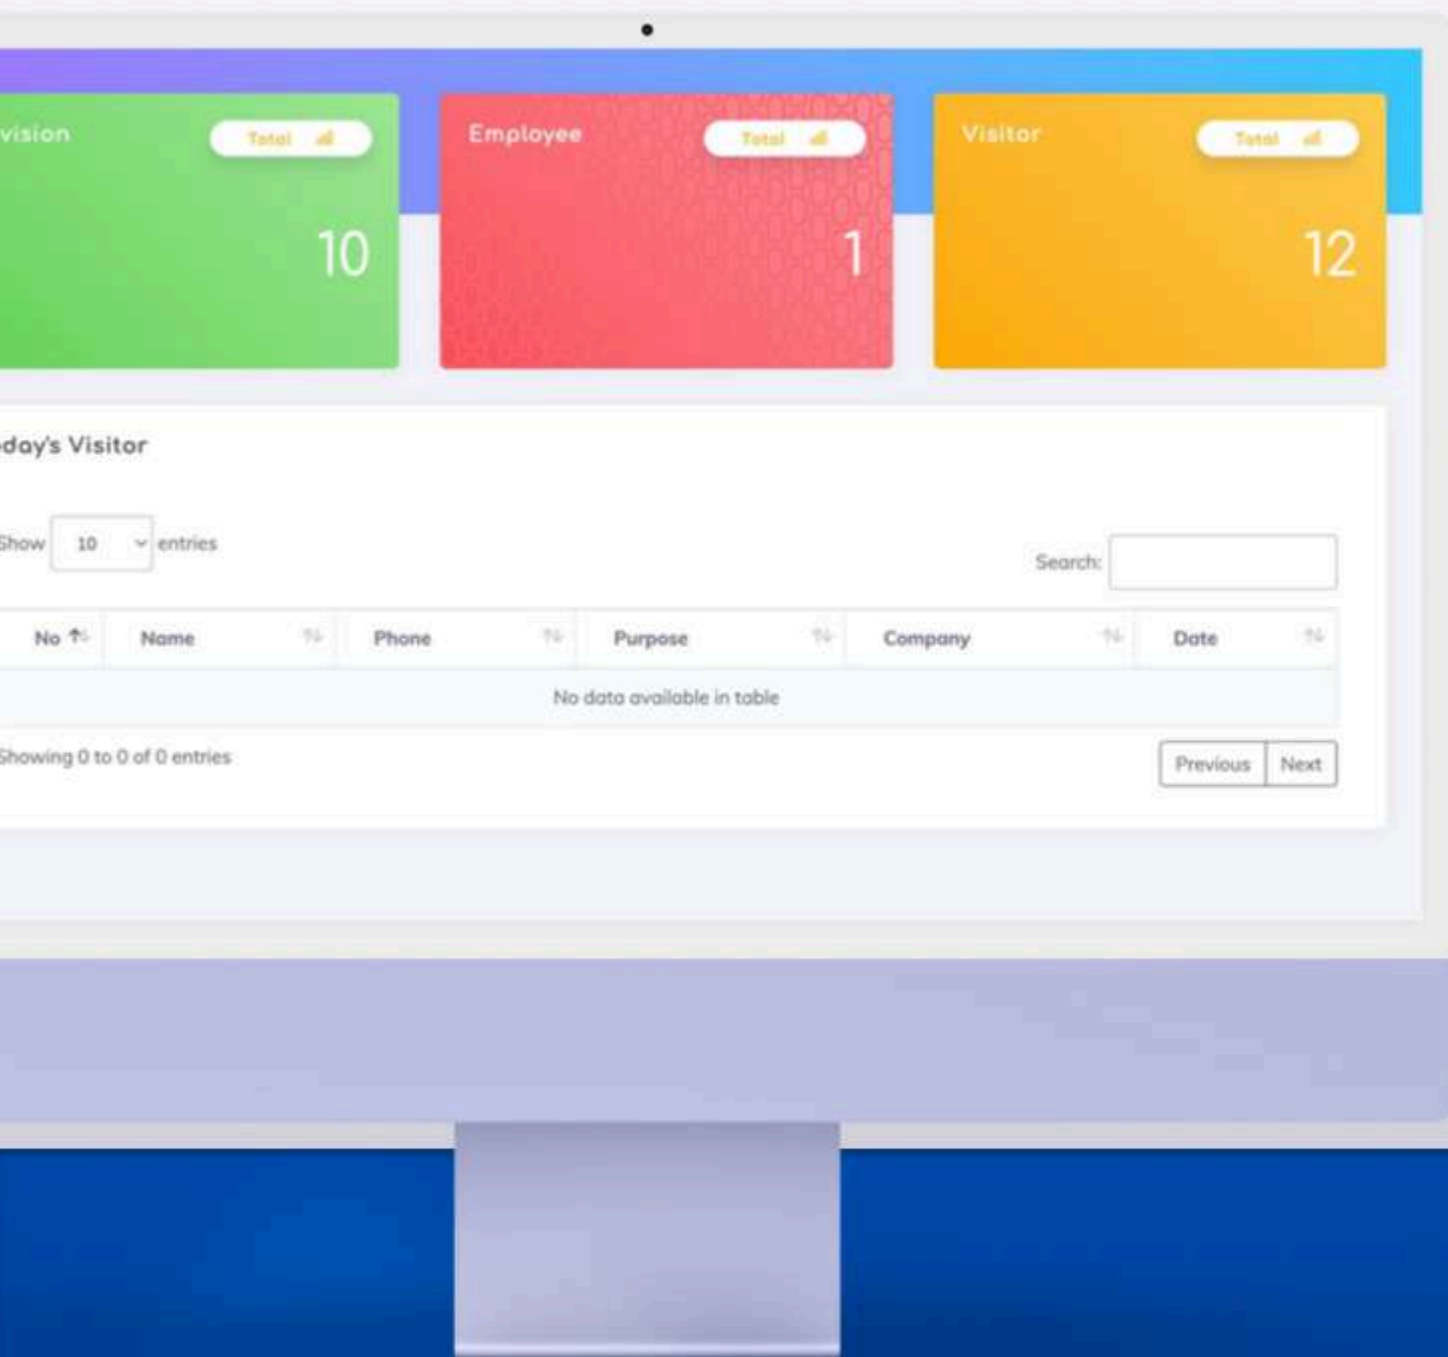 vision
Total
10
Employee
Total
1
Visitor
Total
12
day's Visitor
Show 10 entries
Search:
No Name Phone Purpose Company Date
No data available in table
Showing 0 to 0 of 0 entries
Previous Next